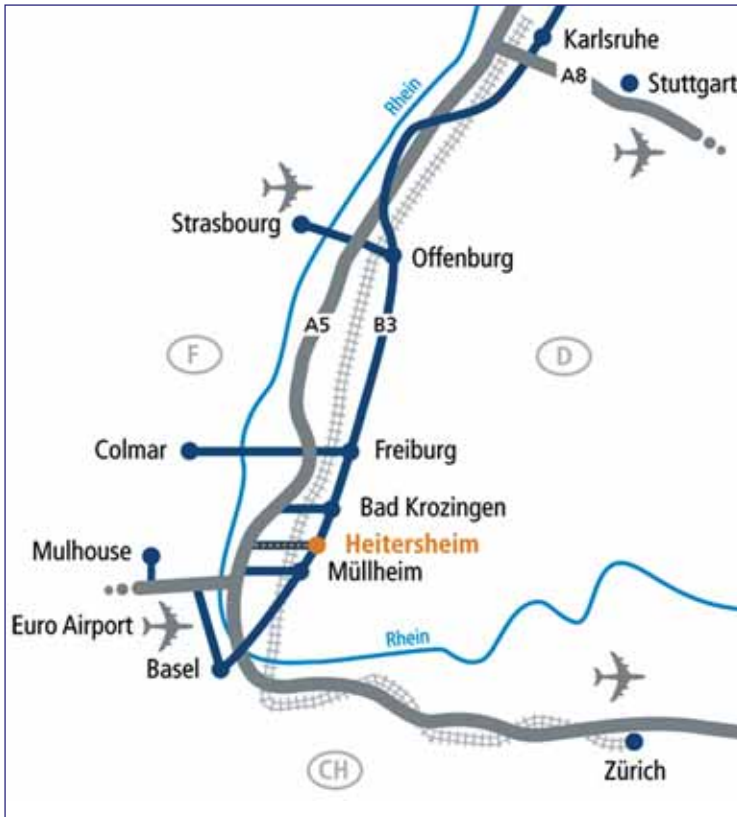 Karlsruhe
A8
Stuttgart
Rhein
Strasbourg
Offenburg
A5
B3
F
D
Colmar
Freiburg
Bad Krozingen
Heitersheim
Mulhouse
Müllheim
Euro Airport
Rhein
Basel
CH
Zürich